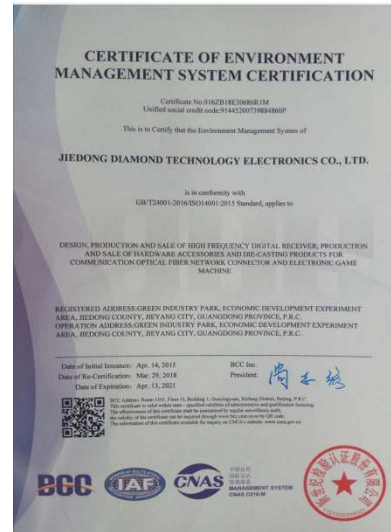 CERTIFICATE OF ENVIRONMENT
MANAGEMENT SYSTEM CERTIFICATION
Certificate No.016ZB18E30686R1M
Unified social credit code:91445200739884860P
This is to Certify that the Environment Management System of
JIEDONG DIAMOND TECHNOLOGY ELECTRONICS CO., LTD.
is in conformity with
GB/T24001-2016/ISO14001:2015 Standard, applies to
DESIGN, PRODUCTION AND SALE OF HIGH FREQUENCY DIGITAL RECEIVER; PRODUCTION
AND SALE OF HARDWARE ACCESSORIES AND DIE-CASTING PRODUCTS FOR
COMMUNICATION OPTICAL FIBER NETWORK CONNECTOR AND ELECTRONIC GAME
MACHINE
REGISTERED ADDRESS:GREEN INDUSTRY PARK, ECONOMIC DEVELOPMENT EXPERIMENT
AREA, JIEDONG COUNTY, JIEYANG CITY, GUANGDONG PROVINCE, P.R.C.
OPERATION ADDRESS:GREEN INDUSTRY PARK, ECONOMIC DEVELOPMENT EXPERIMENT
AREA, JIEDONG COUNTY, JIEYANG CITY, GUANGDONG PROVINCE, P.R.C.
Date of Initial Issuance: Apr. 14, 2015
BCC Inc.
Date of Re-Certification: Mar. 29, 2018
President:
Date of Expiration: Apr. 13, 2021
BCC
IAF
CNAS
MANAGEMENT SYSTEM
CNAS C016-M